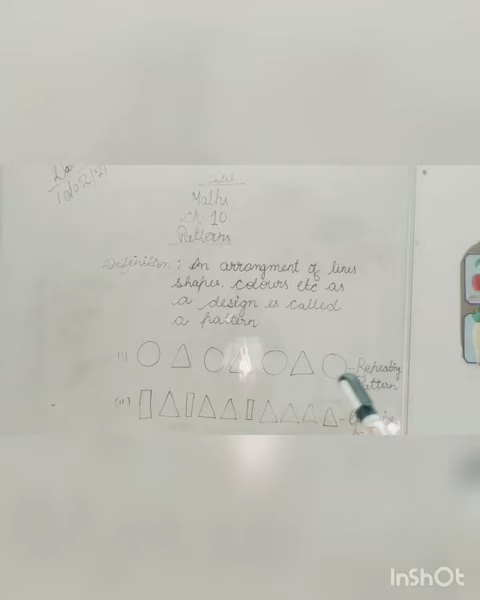 Maths
Ch 10
Patterns
Definition : An arrangment of lines
shapes, colours etc as
a design is called
a pattern.
(i) - Repeating
Pattern
(ii)
InShOt